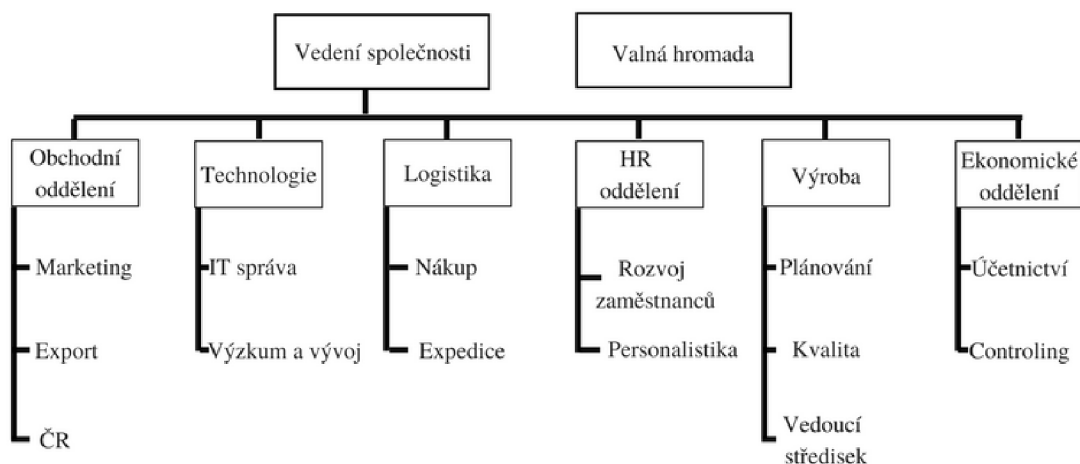 Vedení společnosti
Valná hromada
Obchodní
oddělení
Technologie
Logistika
HR
oddělení
Výroba
Ekonomické
oddělení
Marketing
IT správa
Nákup
Rozvoj
zaměstnanců
Plánování
Účetnictví
Export
Výzkum a vývoj
Expedice
Personalistika
Kvalita
Controling
ČR
Vedoucí
středisek